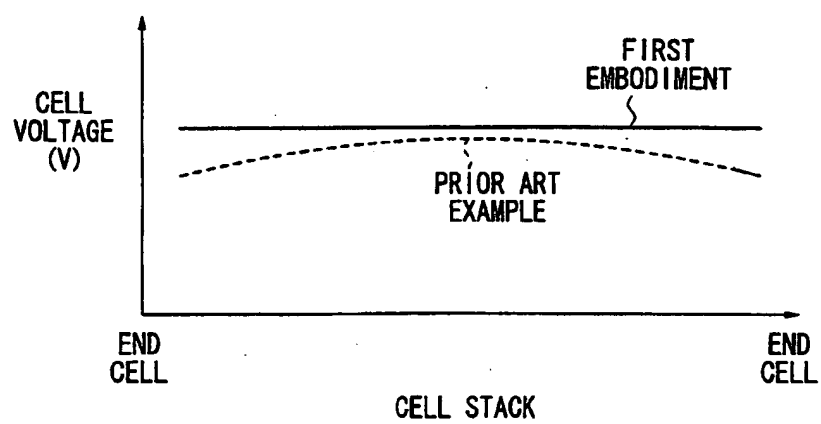 FIRST
EMBODIMENT
CELL
VOLTAGE
(V)
PRIOR ART
EXAMPLE
END
CELL
END
CELL
CELL STACK